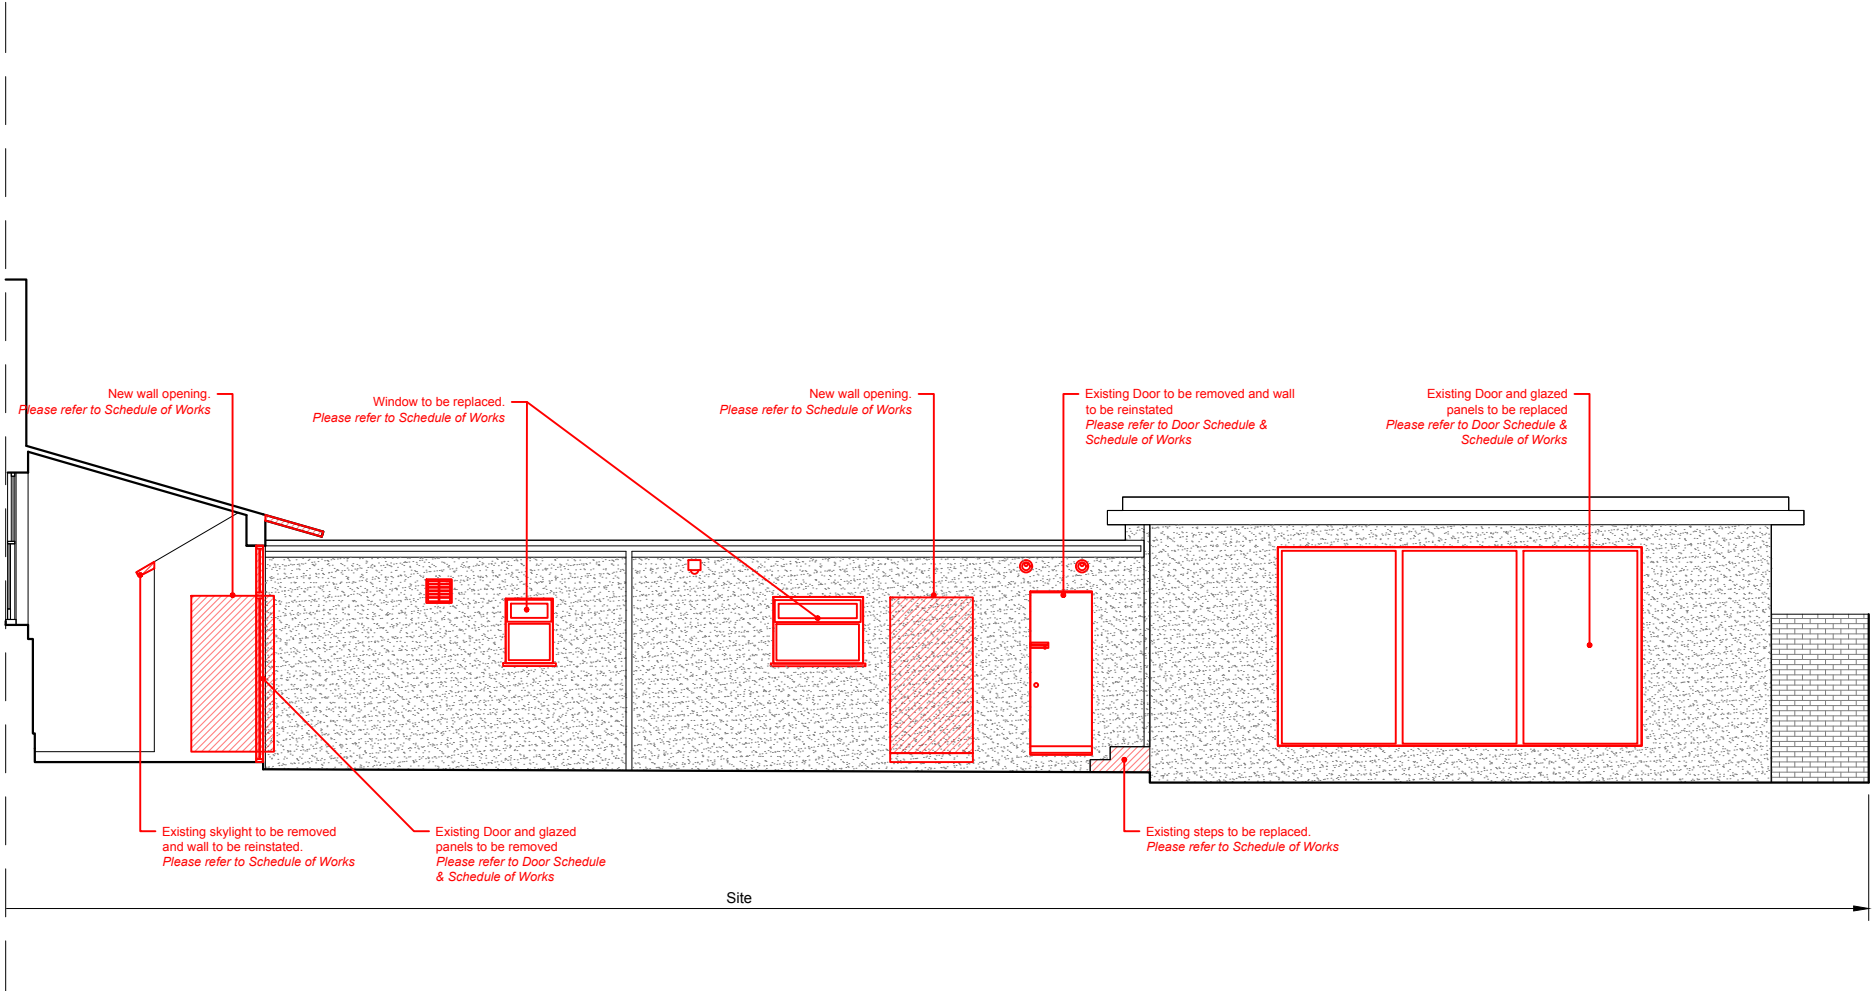 New wall opening.
Please refer to Schedule of Works
Window to be replaced.
Please refer to Schedule of Works
New wall opening.
Please refer to Schedule of Works
Existing Door to be removed and wall
to be reinstated
Please refer to Door Schedule &
Schedule of Works
Existing Door and glazed
panels to be replaced
Please refer to Door Schedule &
Schedule of Works
Existing skylight to be removed
and wall to be reinstated.
Please refer to Schedule of Works
Existing Door and glazed
panels to be removed
Please refer to Door Schedule
& Schedule of Works
Existing steps to be replaced.
Please refer to Schedule of Works
Site